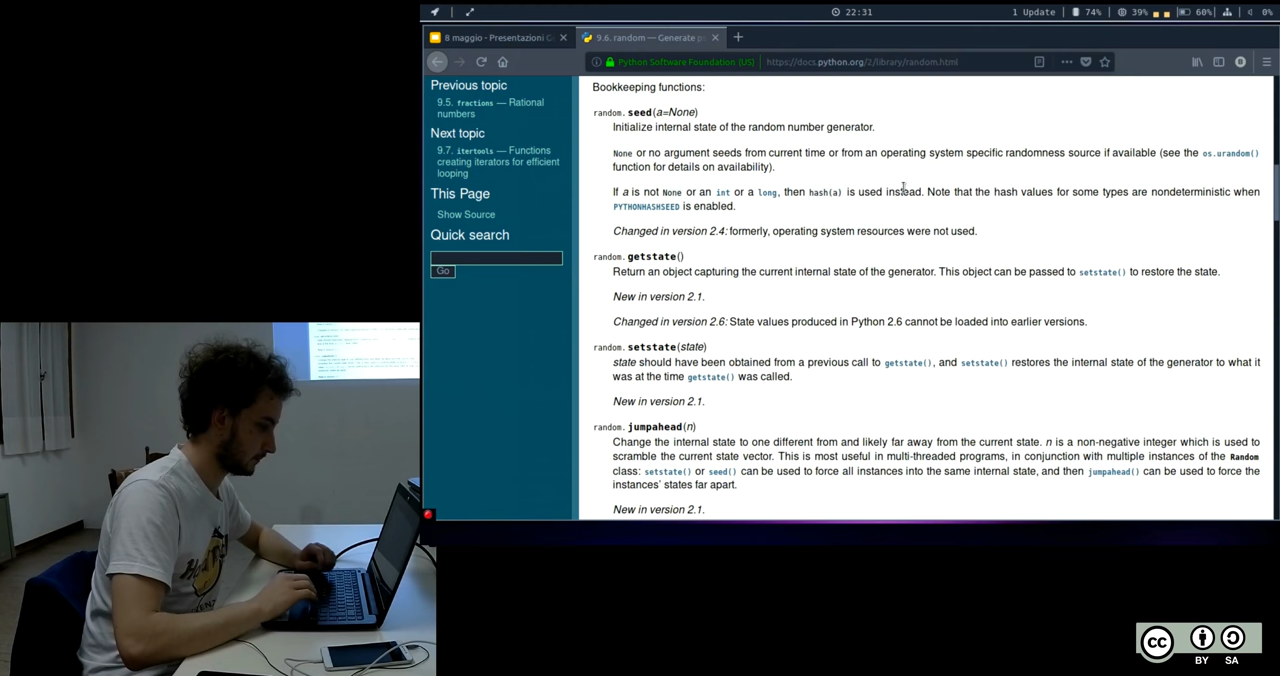 22:31
1 Update
74%
39%
60%
0%
8 maggio - Presentazioni G
9.6. random — Generate p
Python Software Foundation (US)
https://docs.python.org/2/library/random.html
Previous topic
9.5. fractions — Rational
numbers
Next topic
9.7. itertools — Functions
creating iterators for efficient
looping
This Page
Show Source
Quick search
Go
Bookkeeping functions:
random.seed(a=None)
Initialize internal state of the random number generator.
None or no argument seeds from current time or from an operating system specific randomness source if available (see the os.urandom()
function for details on availability).
If a is not None or an int or a long, then hash(a) is used instead. Note that the hash values for some types are nondeterministic when
PYTHONHASHSEED is enabled.
Changed in version 2.4: formerly, operating system resources were not used.
random.getstate()
Return an object capturing the current internal state of the generator. This object can be passed to setstate() to restore the state.
New in version 2.1.
Changed in version 2.6: State values produced in Python 2.6 cannot be loaded into earlier versions.
random.setstate(state)
state should have been obtained from a previous call to getstate(), and setstate() restores the internal state of the generator to what it
was at the time getstate() was called.
New in version 2.1.
random.jumpahead(n)
Change the internal state to one different from and likely far away from the current state. n is a non-negative integer which is used to
scramble the current state vector. This is most useful in multi-threaded programs, in conjunction with multiple instances of the Random
class: setstate() or seed() can be used to force all instances into the same internal state, and then jumpahead() can be used to force the
instances' states far apart.
New in version 2.1.
cc
BY SA